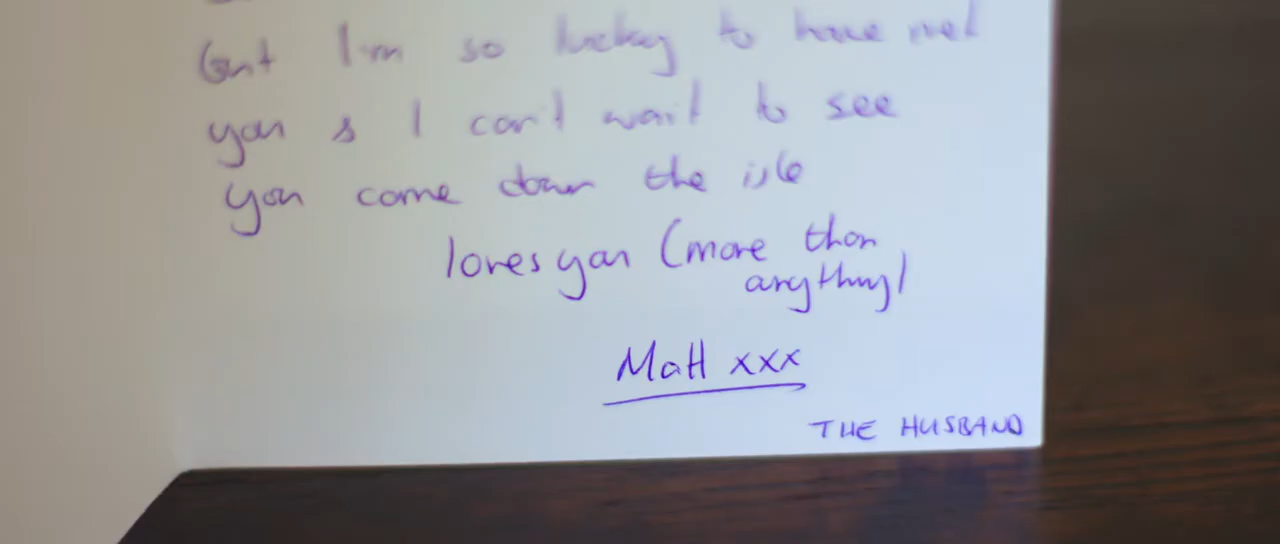 but I'm so lucky to have met
you & I can't wait to see
you come down the isle
loves you (more than
anything)
Matt xxx
THE HUSBAND